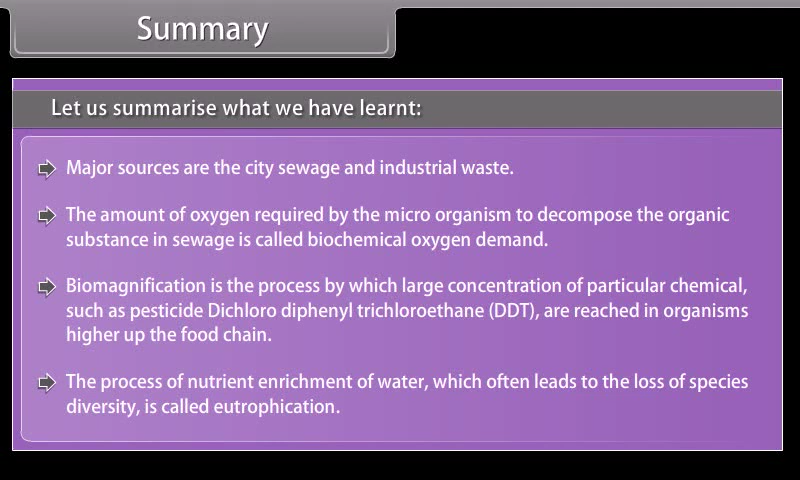 Summary
Let us summarise what we have learnt:
Major sources are the city sewage and industrial waste.
The amount of oxygen required by the micro organism to decompose the organic
substance in sewage is called biochemical oxygen demand.
Biomagnification is the process by which large concentration of particular chemical,
such as pesticide Dichloro diphenyl trichloroethane (DDT), are reached in organisms
higher up the food chain.
The process of nutrient enrichment of water, which often leads to the loss of species
diversity, is called eutrophication.